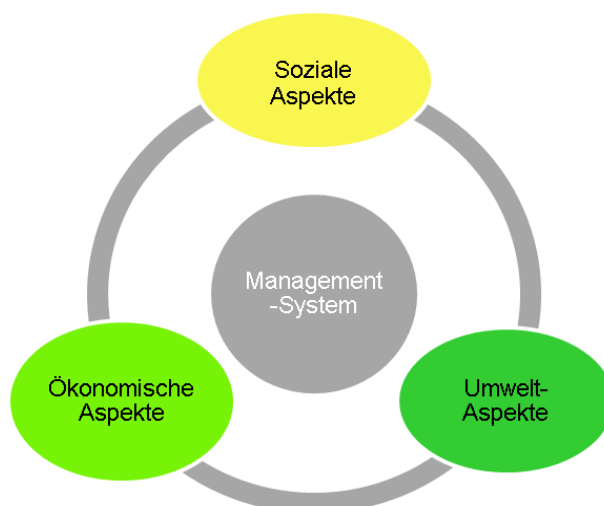 Soziale
Aspekte
Management
-System
Ökonomische
Aspekte
Umwelt-
Aspekte